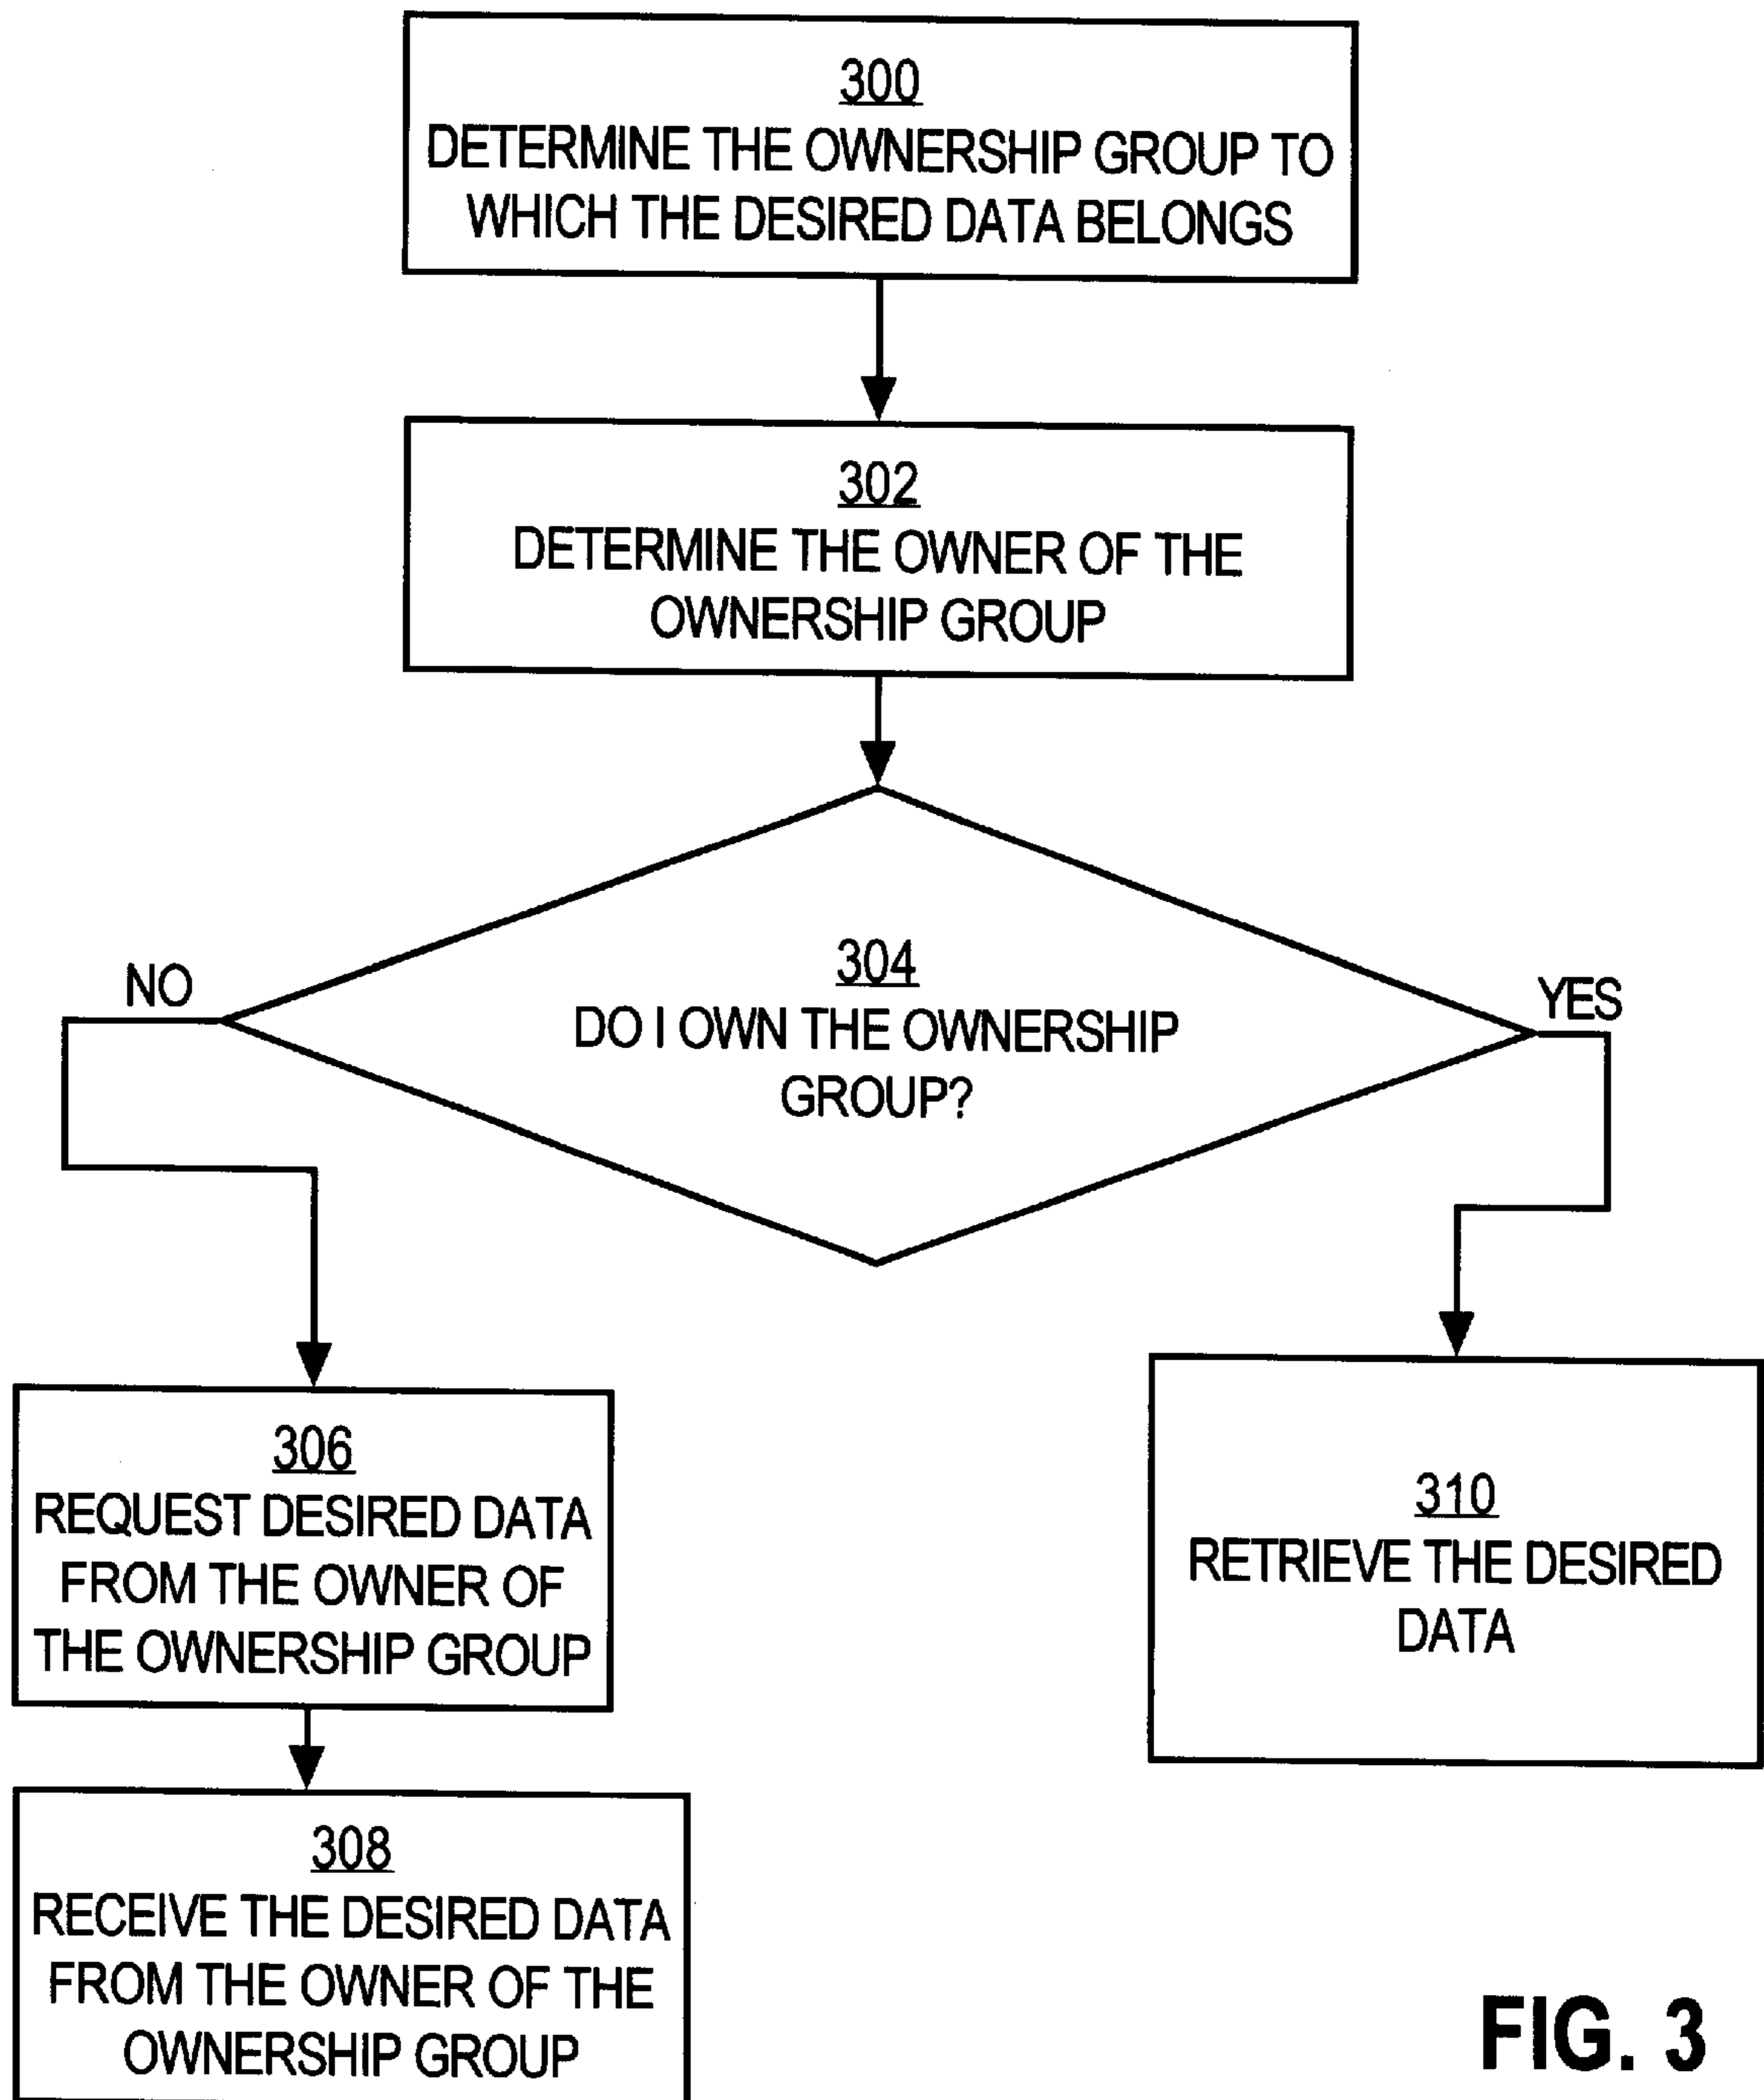 300
DETERMINE THE OWNERSHIP GROUP TO
WHICH THE DESIRED DATA BELONGS
302
DETERMINE THE OWNER OF THE
OWNERSHIP GROUP
304
DO I OWN THE OWNERSHIP
GROUP?
NO
YES
306
REQUEST DESIRED DATA
FROM THE OWNER OF
THE OWNERSHIP GROUP
310
RETRIEVE THE DESIRED
DATA
308
RECEIVE THE DESIRED DATA
FROM THE OWNER OF THE
OWNERSHIP GROUP
FIG. 3